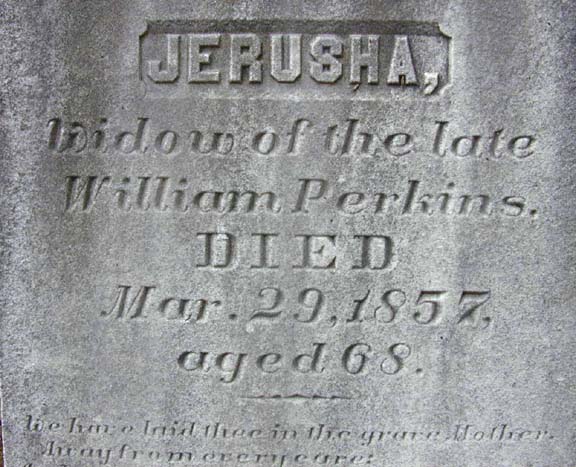 JERUSHA,
Widow of the late
William Perkins.
DIED
Mar. 29, 1857,
aged 68.
We have laid thee in the grave Mother,
Away from every care;